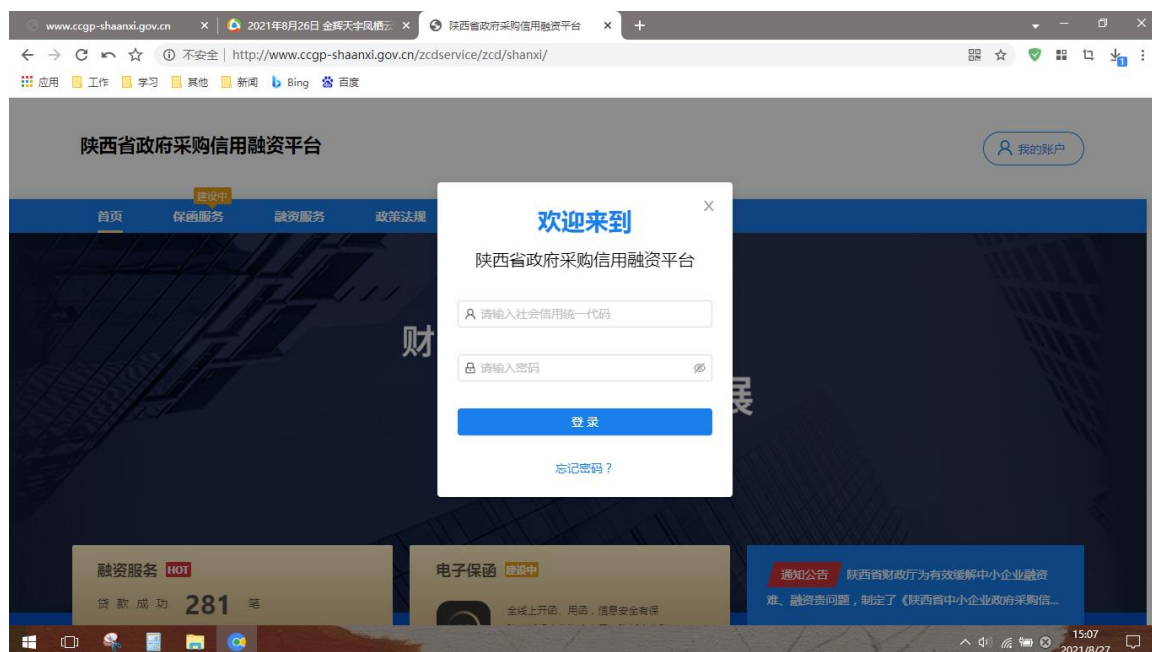 www.ccgp-shaanxi.gov.cn
2021年8月26日 金辉天宇凤栖云
陕西省政府采购信用融资平台
不安全 http://www.ccgp-shaanxi.gov.cn/zcdservice/zcd/shanxi/
应用 工作 学习 其他 新闻 Bing 百度
陕西省政府采购信用融资平台
我的账户
建设中
首页 保函服务 融资服务 政策法规
欢迎来到
陕西省政府采购信用融资平台
请输入社会信用统一代码
请输入密码
登录
忘记密码？
财
展
融资服务 HOT
贷款成功 281 笔
电子保函 建设中
全线上开函、用函，信息安全有保
通知公告 陕西省财政厅为有效缓解中小企业融资
难、融资贵问题，制定了《陕西省中小企业政府采购信...
15:07
2021/8/27
1